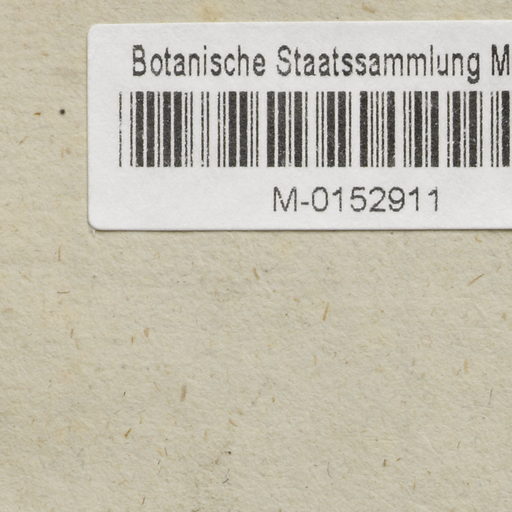 Botanische Staatssammlung M
M-0152911